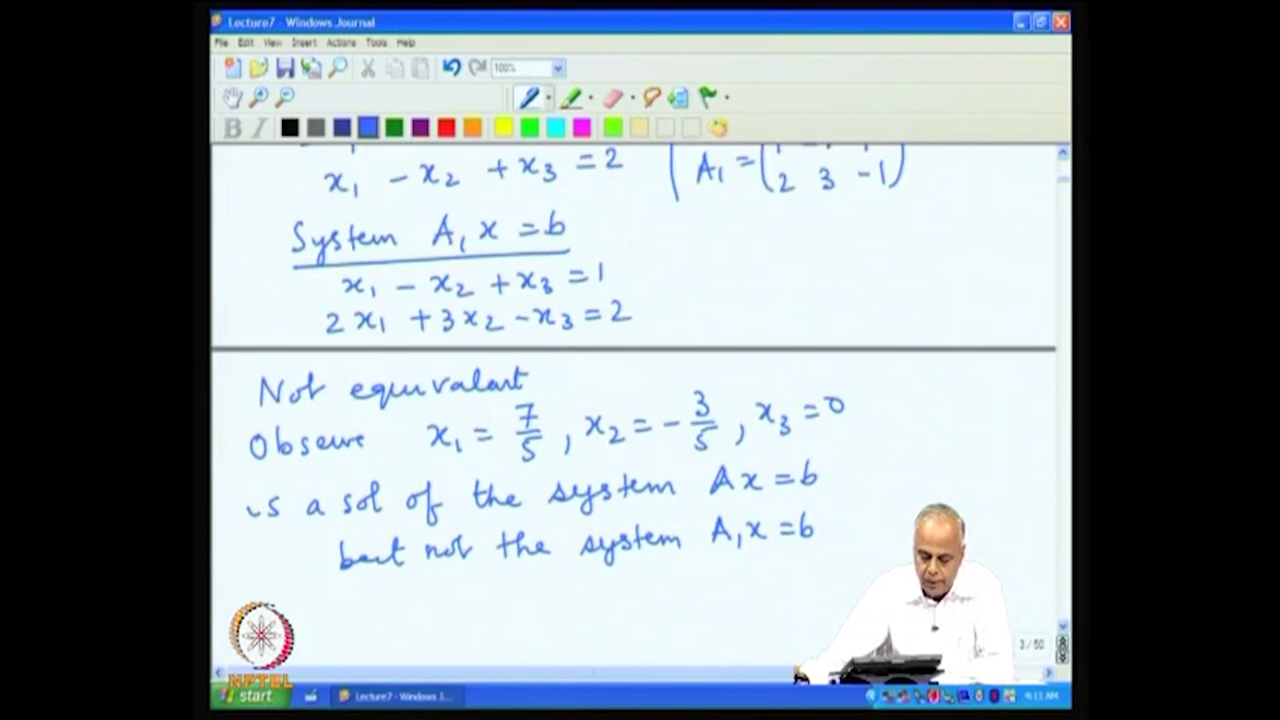 Lecture7 - Windows Journal
File Edit View Insert Actions Tools Help
100%
B I
x₁ - x₂ + x₃ = 2
A₁ = (2 3 -1)
System A₁x = b
x₁ - x₂ + x₃ = 1
2x₁ + 3x₂ - x₃ = 2
Not equivalent
Observe x₁ = 7/5, x₂ = -3/5, x₃ = 0
is a sol of the system Ax = b
but not the system A₁x = b
3 / 50
NPTEL
start Lecture7 - Windows J... 4:11 AM